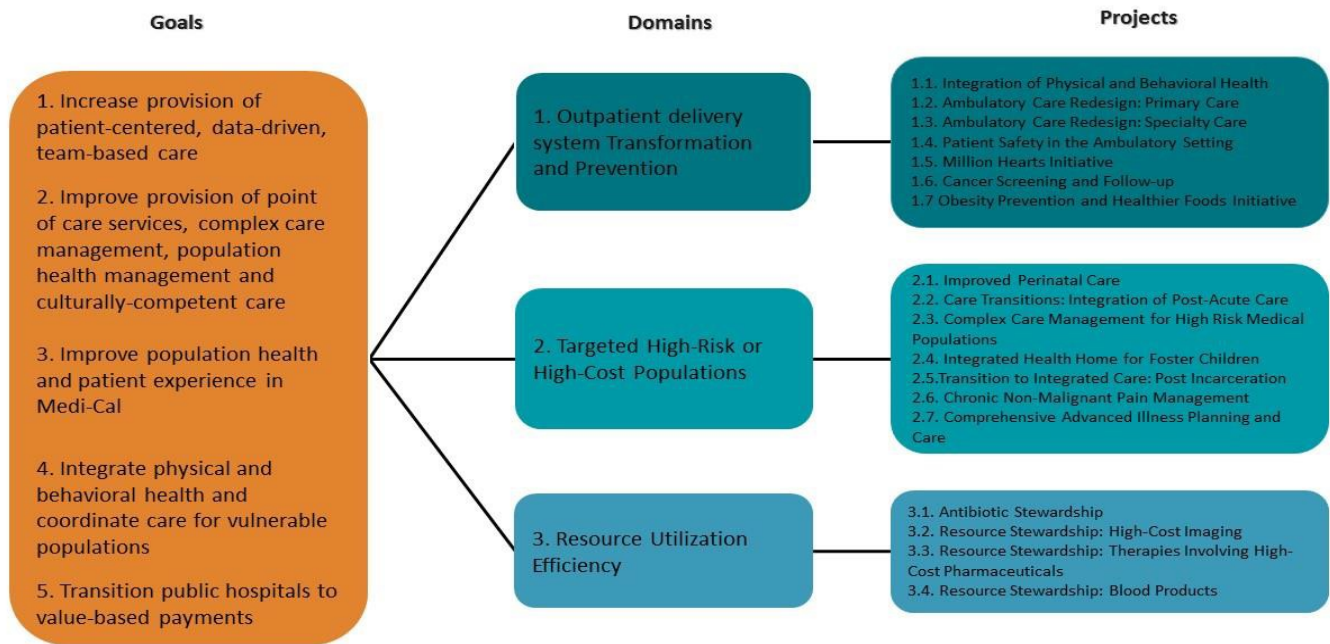 Goals
Domains
Projects
1. Increase provision of
patient-centered, data-driven,
team-based care
2. Improve provision of point
of care services, complex care
management, population
health management and
culturally-competent care
3. Improve population health
and patient experience in
Medi-Cal
4. Integrate physical and
behavioral health and
coordinate care for vulnerable
populations
5. Transition public hospitals to
value-based payments
1. Outpatient delivery
system Transformation
and Prevention
2. Targeted High-Risk or
High-Cost Populations
3. Resource Utilization
Efficiency
1.1. Integration of Physical and Behavioral Health
1.2. Ambulatory Care Redesign: Primary Care
1.3. Ambulatory Care Redesign: Specialty Care
1.4. Patient Safety in the Ambulatory Setting
1.5. Million Hearts Initiative
1.6. Cancer Screening and Follow-up
1.7 Obesity Prevention and Healthier Foods Initiative
2.1. Improved Perinatal Care
2.2. Care Transitions: Integration of Post-Acute Care
2.3. Complex Care Management for High Risk Medical
Populations
2.4. Integrated Health Home for Foster Children
2.5.Transition to Integrated Care: Post Incarceration
2.6. Chronic Non-Malignant Pain Management
2.7. Comprehensive Advanced Illness Planning and
Care
3.1. Antibiotic Stewardship
3.2. Resource Stewardship: High-Cost Imaging
3.3. Resource Stewardship: Therapies Involving High-
Cost Pharmaceuticals
3.4. Resource Stewardship: Blood Products